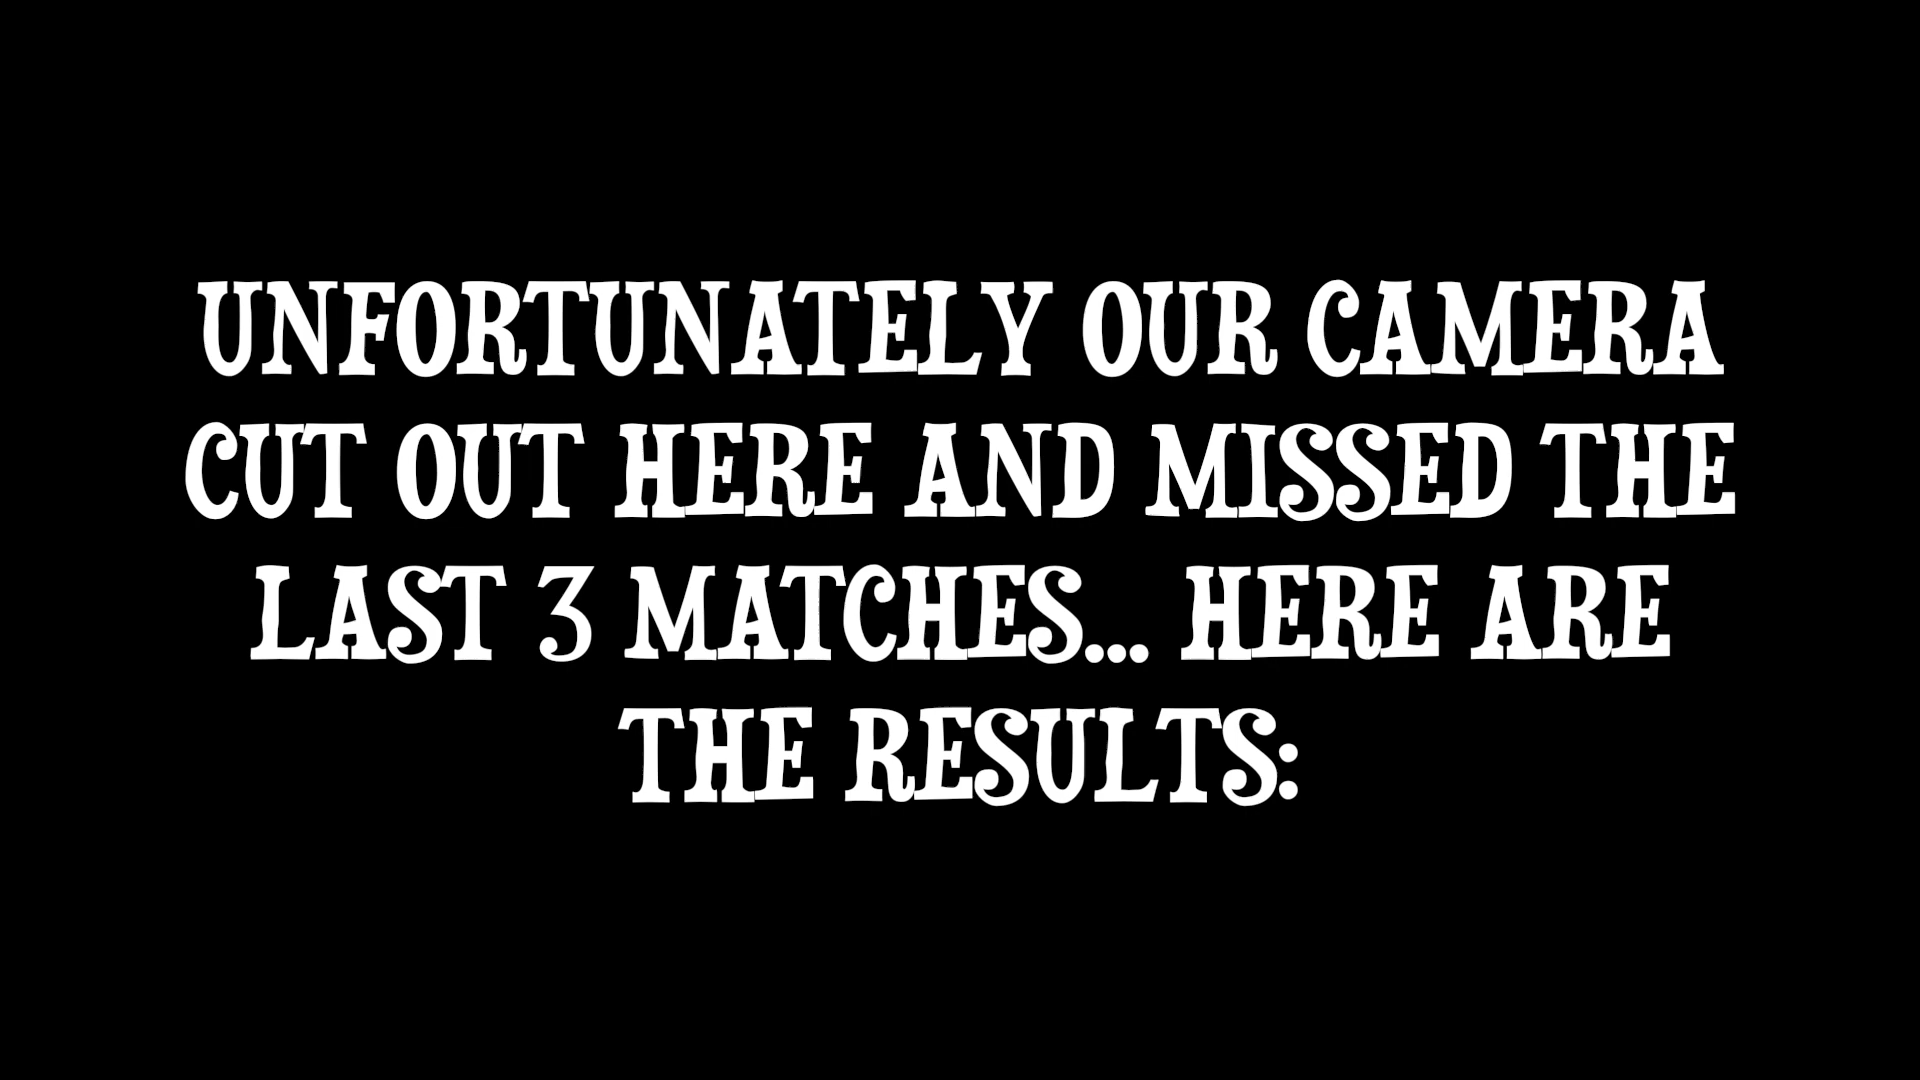 UNFORTUNATELY OUR CAMERA
CUT OUT HERE AND MISSED THE
LAST 3 MATCHES... HERE ARE
THE RESULTS: